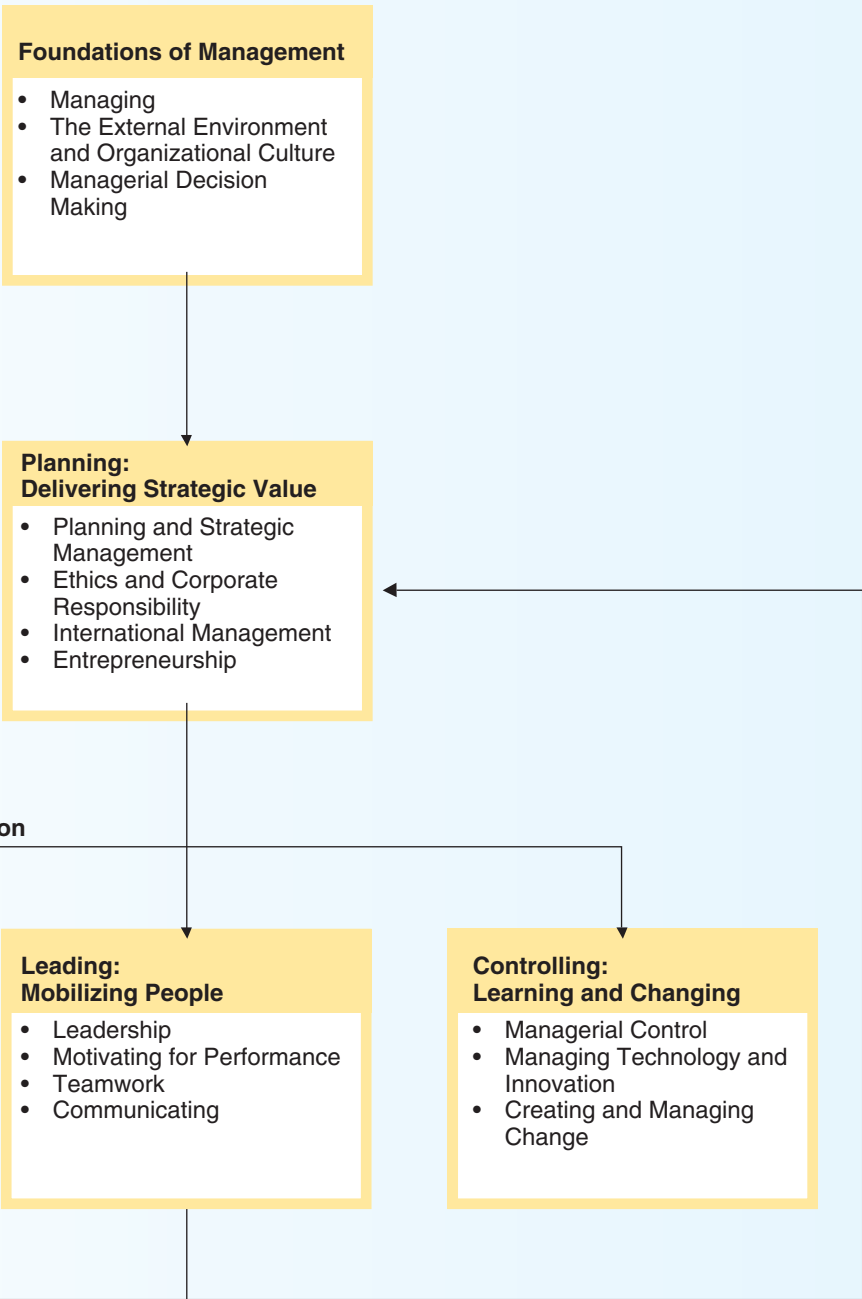 Foundations of Management
• Managing
• The External Environment
and Organizational Culture
• Managerial Decision
Making
Planning:
Delivering Strategic Value
• Planning and Strategic
Management
• Ethics and Corporate
Responsibility
• International Management
• Entrepreneurship
on
Leading:
Mobilizing People
• Leadership
• Motivating for Performance
• Teamwork
• Communicating
Controlling:
Learning and Changing
• Managerial Control
• Managing Technology and
Innovation
• Creating and Managing
Change